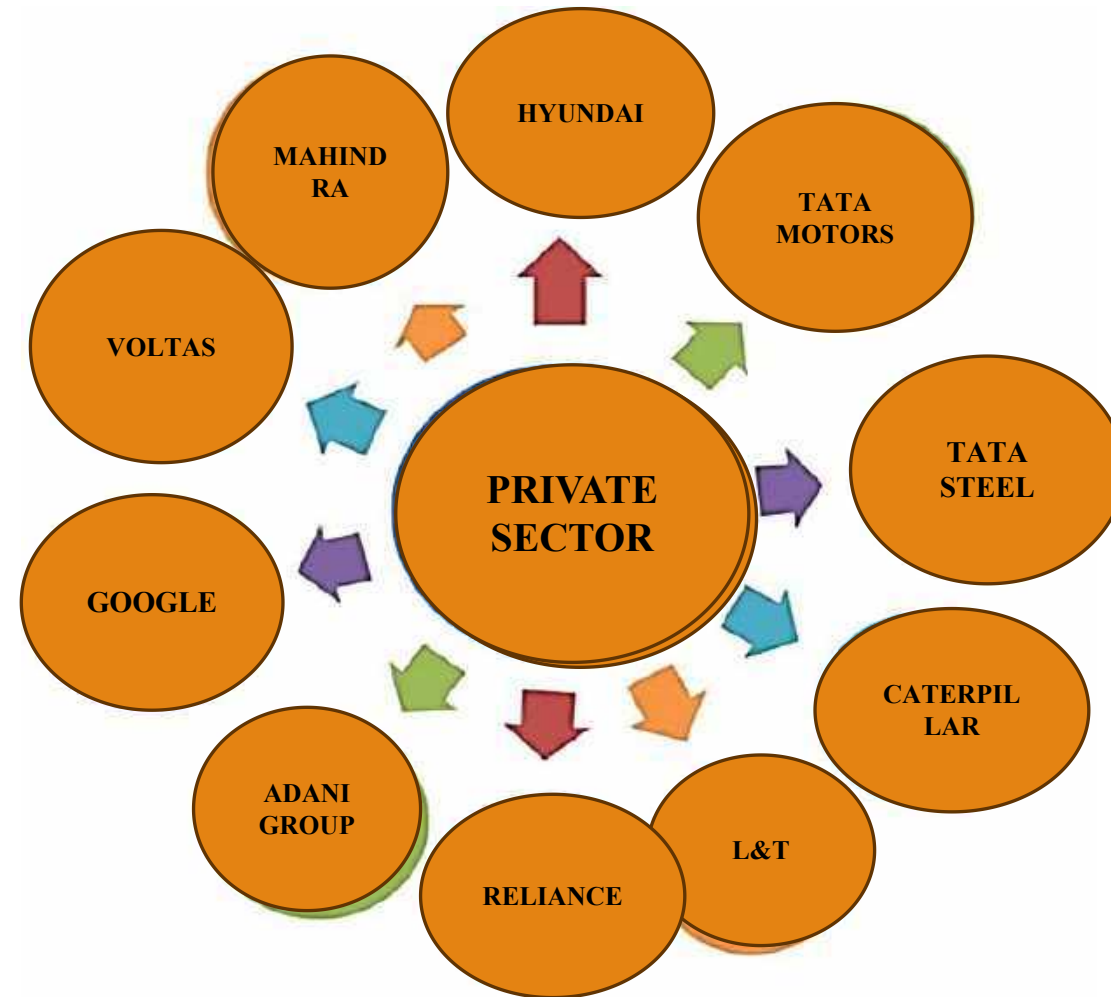 HYUNDAI
MAHIND
RA
TATA
MOTORS
VOLTAS
TATA
STEEL
PRIVATE
SECTOR
GOOGLE
CATERPIL
LAR
ADANI
GROUP
L&T
RELIANCE